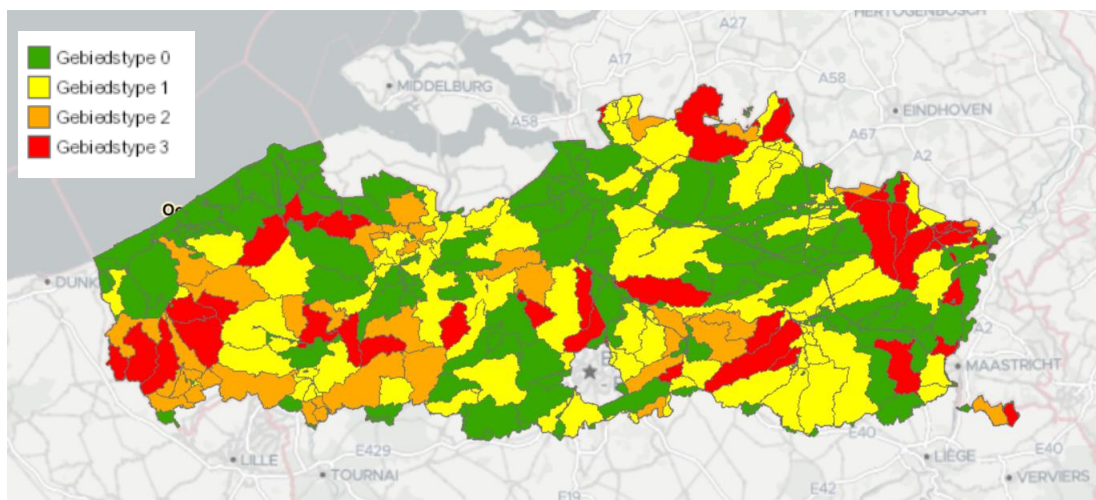 HERTOGENBOSCH
A27
A17
Gebiedstype 0
Gebiedstype 1
Gebiedstype 2
Gebiedstype 3
MIDDELBURG
A58
A58
EINDHOVEN
A67
A2
DUNK
A2
MAASTRICHT
LILLE
TOURNAI
E429
E19
E40
E42
LIÈGE
E40
VERVIERS